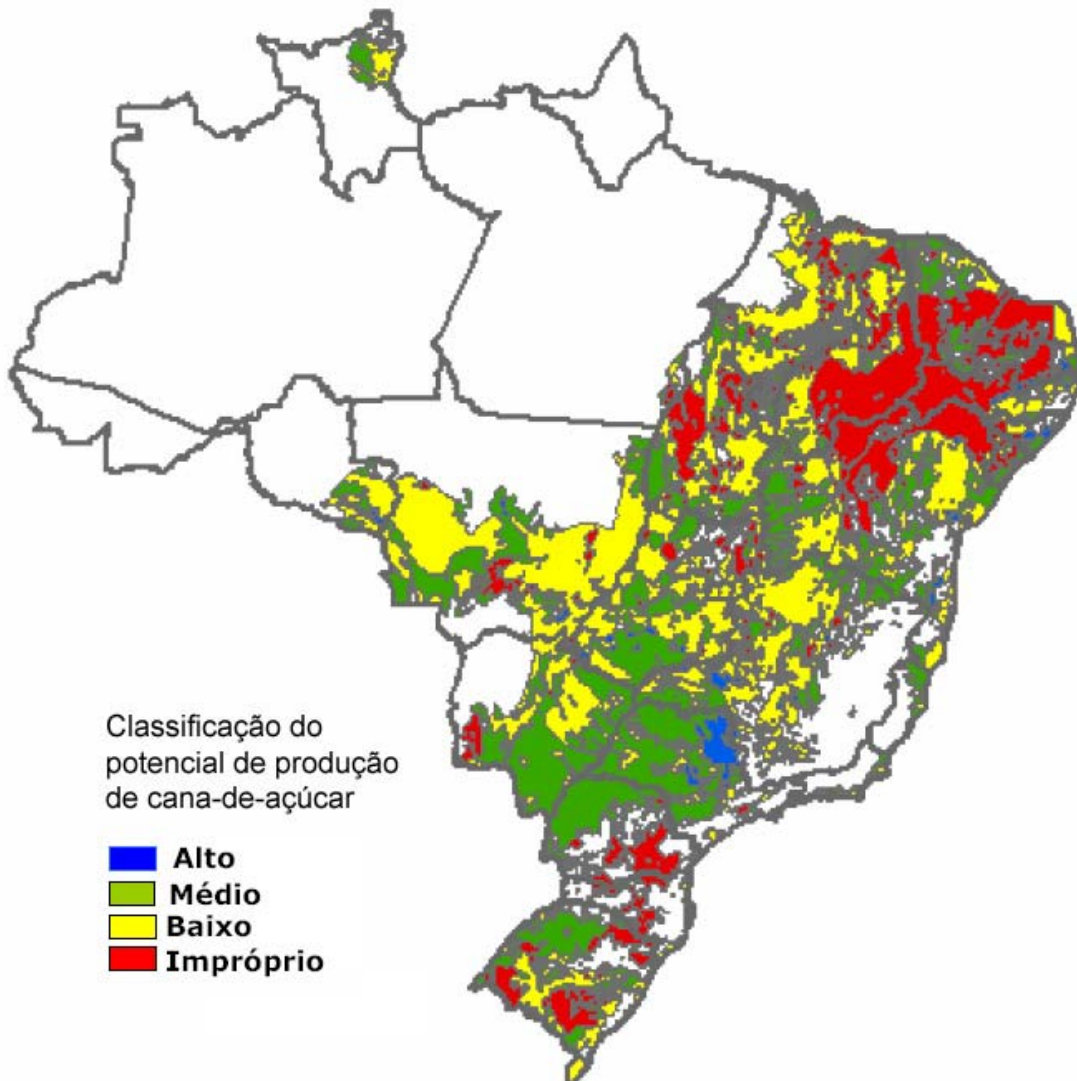 Classificação do
potencial de produção
de cana-de-açúcar
Alto
Médio
Baixo
Impróprio